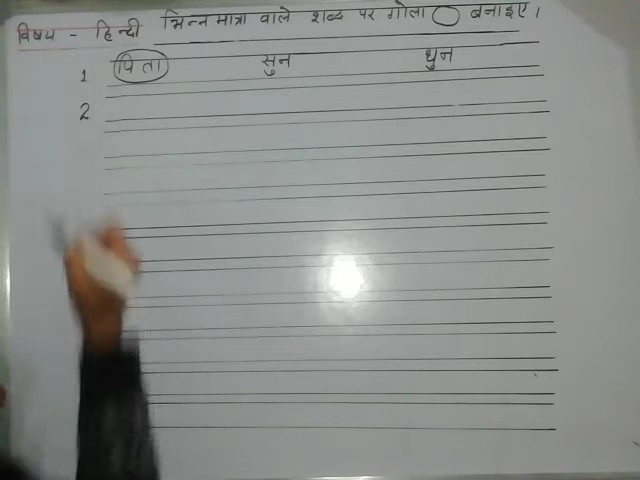 विषय - हिन्दी भिन्न मात्रा वाले शब्द पर गोला ◯ बनाइए।
1 पिता सुन धुन
2